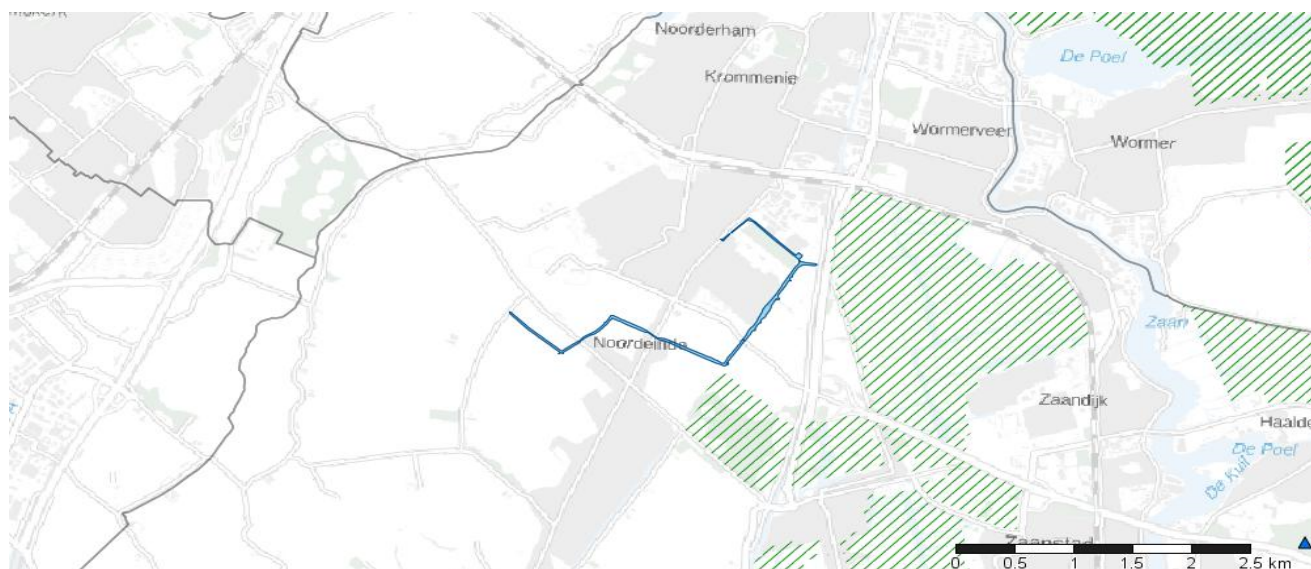 Noorderham
Krommenie
De Poel
Wormerveer
Wormer
Noordeinde
Zaan
Zaandijk
De Poel
De Kuil
Zaanstad
0 0.5 1 1.5 2 2.5 km